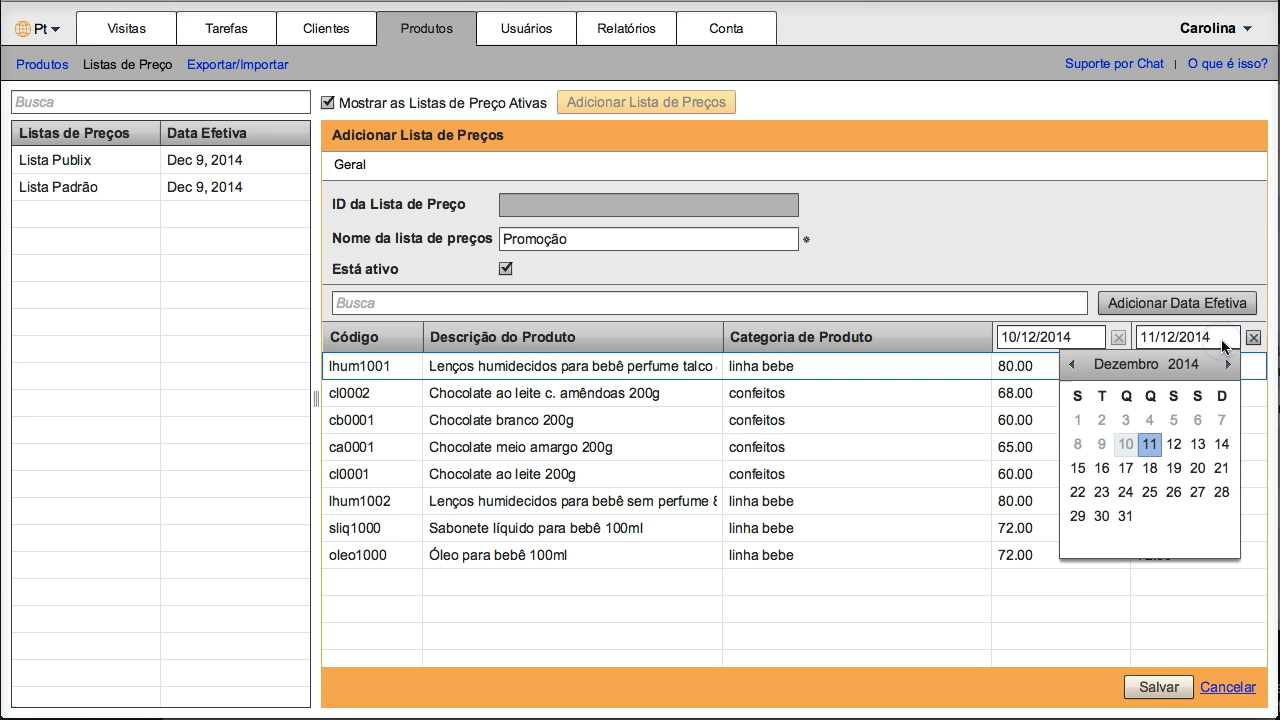 Pt
Visitas
Tarefas
Clientes
Produtos
Usuários
Relatórios
Conta
Carolina
Produtos
Listas de Preço
Exportar/Importar
Suporte por Chat | O que é isso?
Busca
Mostrar as Listas de Preço Ativas
Adicionar Lista de Preços
Listas de Preços Data Efetiva
Lista Publix Dec 9, 2014
Lista Padrão Dec 9, 2014
Adicionar Lista de Preços
Geral
ID da Lista de Preço
Nome da lista de preços Promoção *
Está ativo
Busca
Adicionar Data Efetiva
Código Descrição do Produto Categoria de Produto 10/12/2014 11/12/2014
lhum1001 Lenços humidecidos para bebê perfume talco linha bebe 80.00
cl0002 Chocolate ao leite c. amêndoas 200g confeitos 68.00
cb0001 Chocolate branco 200g confeitos 60.00
ca0001 Chocolate meio amargo 200g confeitos 65.00
cl0001 Chocolate ao leite 200g confeitos 60.00
lhum1002 Lenços humidecidos para bebê sem perfume linha bebe 80.00
sliq1000 Sabonete líquido para bebê 100ml linha bebe 72.00
oleo1000 Óleo para bebê 100ml linha bebe 72.00
Dezembro 2014
S T Q Q S S D
1 2 3 4 5 6 7
8 9 10 11 12 13 14
15 16 17 18 19 20 21
22 23 24 25 26 27 28
29 30 31
Salvar
Cancelar